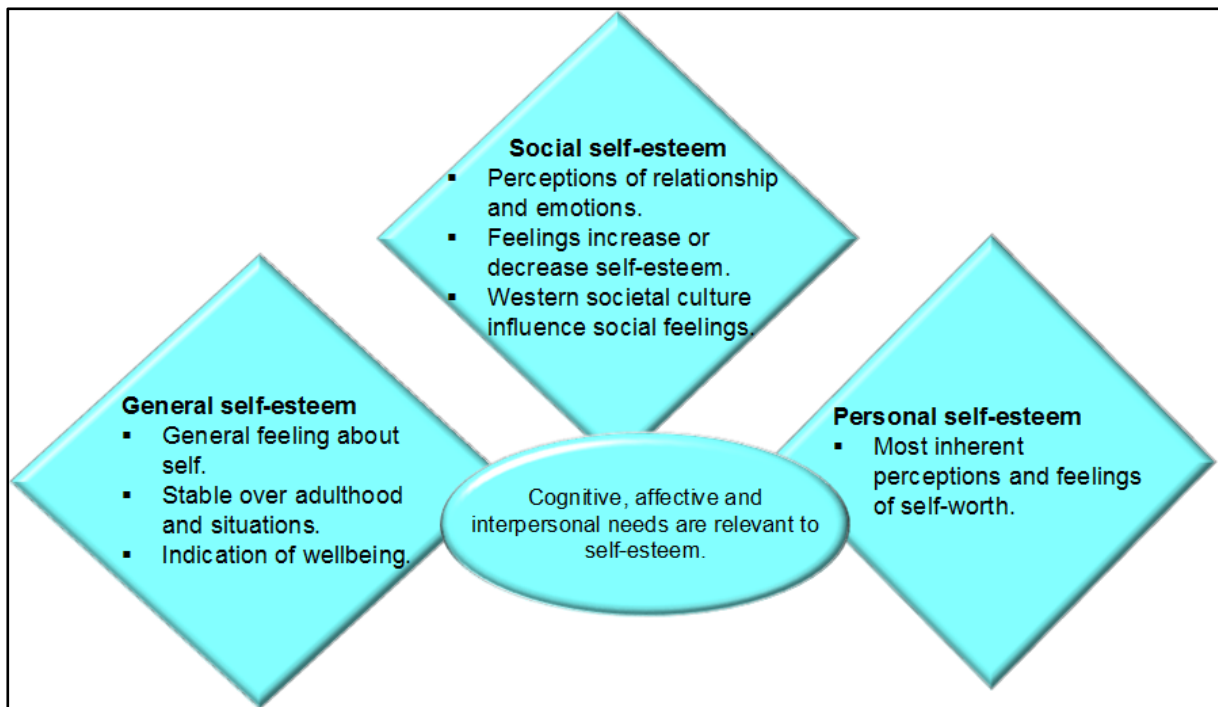 Social self-esteem
▪ Perceptions of relationship
and emotions.
▪ Feelings increase or
decrease self-esteem.
▪ Western societal culture
influence social feelings.
General self-esteem
▪ General feeling about
self.
▪ Stable over adulthood
and situations.
▪ Indication of wellbeing.
Personal self-esteem
▪ Most inherent
perceptions and feelings
of self-worth.
Cognitive, affective and
interpersonal needs are relevant to
self-esteem.